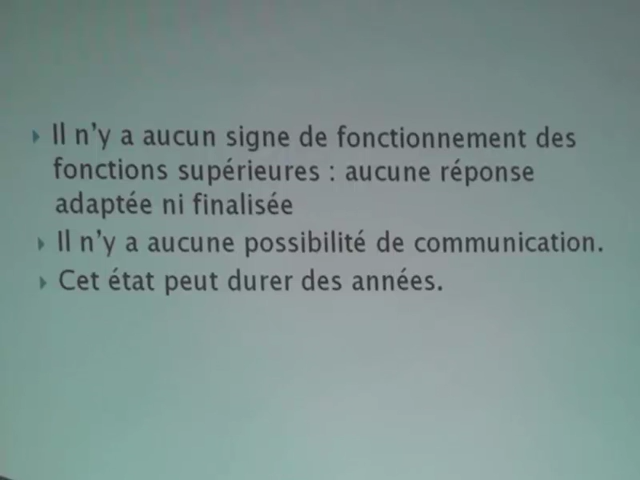 Il n'y a aucun signe de fonctionnement des
fonctions supérieures : aucune réponse
adaptée ni finalisée
Il n'y a aucune possibilité de communication.
Cet état peut durer des années.